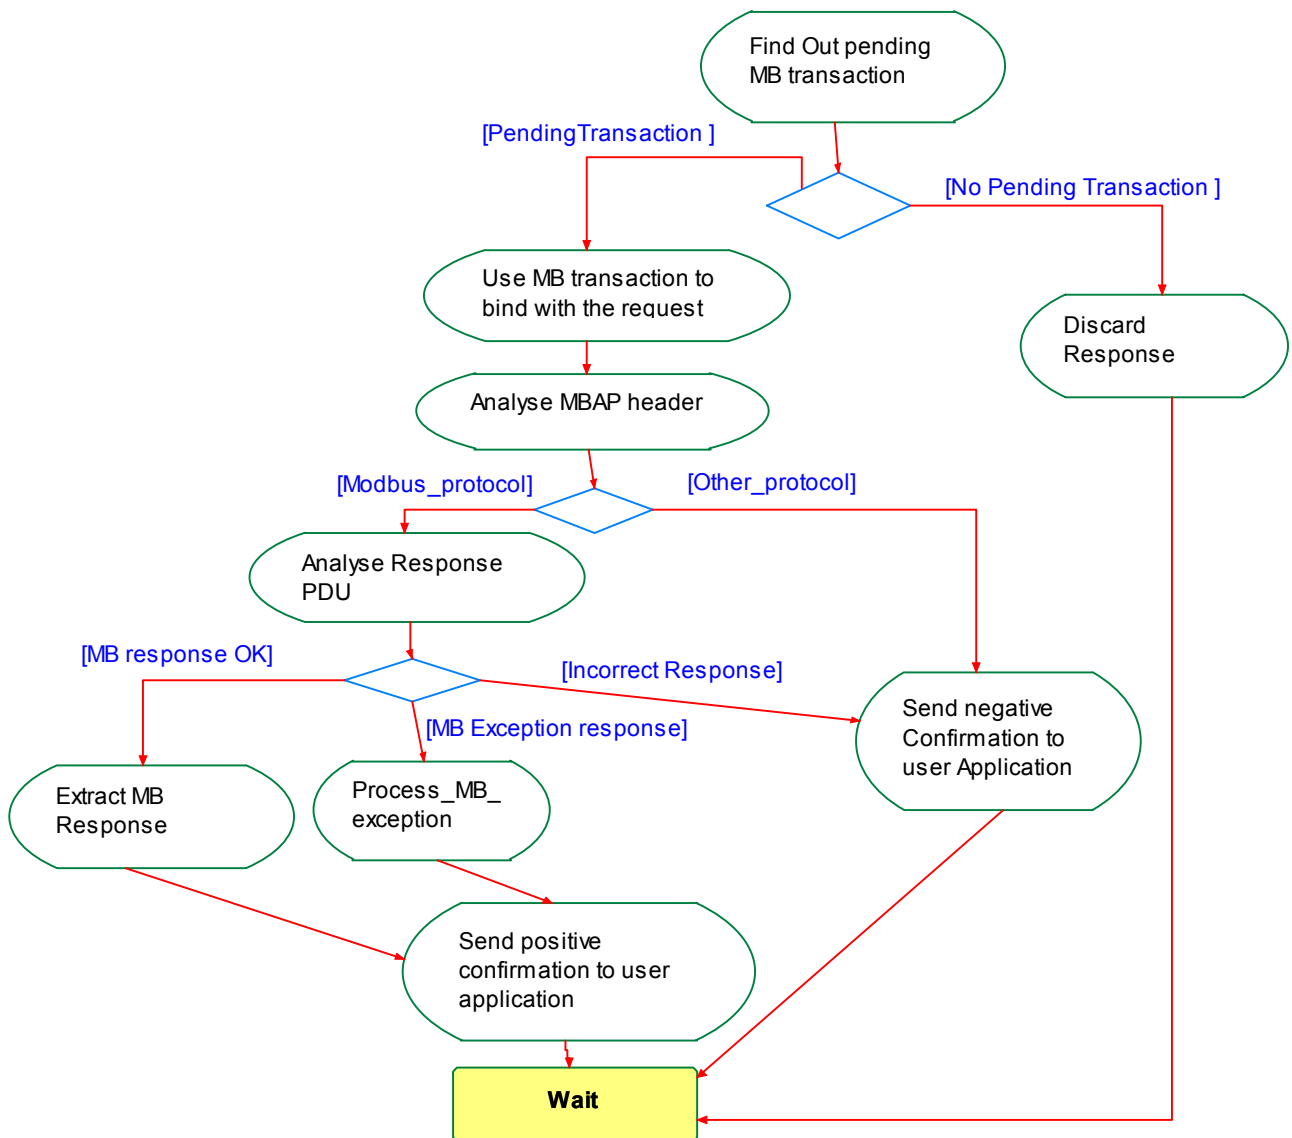 Find Out pending
MB transaction
[PendingTransaction ]
[No Pending Transaction ]
Use MB transaction to
bind with the request
Discard
Response
Analyse MBAP header
[Modbus_protocol]
[Other_protocol]
Analyse Response
PDU
[MB response OK]
[Incorrect Response]
[MB Exception response]
Send negative
Confirmation to
user Application
Extract MB
Response
Process_MB_
exception
Send positive
confirmation to user
application
Wait